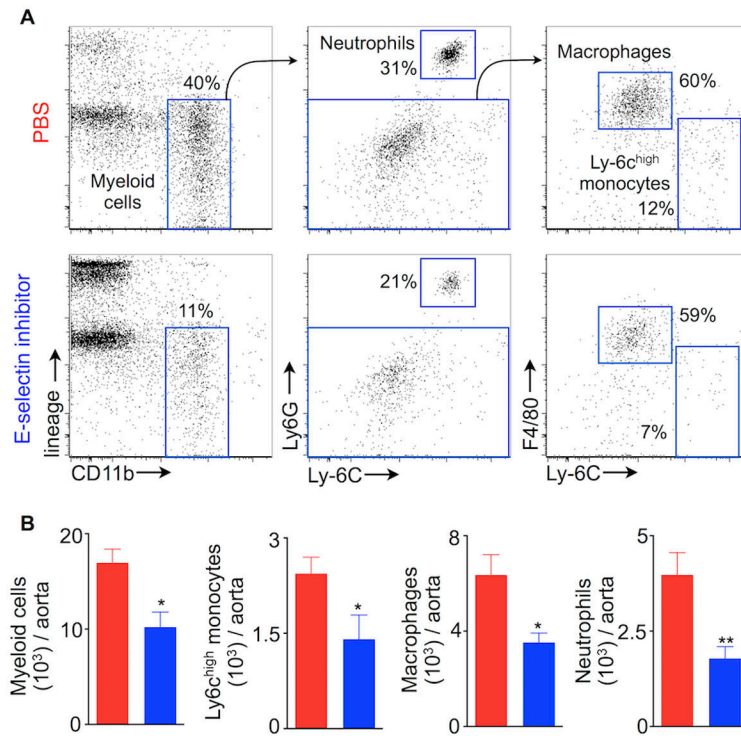 A
PBS
40%
Myeloid
cells
Neutrophils
31%
Macrophages
60%
Ly-6c^high
monocytes
12%
E-selectin inhibitor
11%
lineage
CD11b
21%
Ly6G
Ly-6C
59%
7%
F4/80
Ly-6C
B
Myeloid cells
(10³) / aorta
20
10
0
*
Ly6c^high monocytes
(10³) / aorta
3
1.5
0
*
Macrophages
(10³) / aorta
8
4
0
*
Neutrophils
(10³) / aorta
5
2.5
0
**